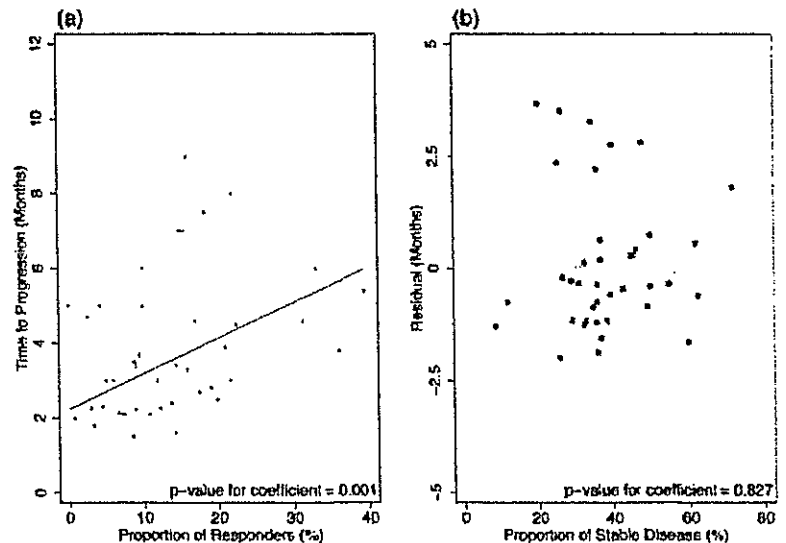 (a)
12
10
8
6
4
2
0
Time to Progression (Months)
p-value for coefficient = 0.001
0 10 20 30 40
Proportion of Responders (%)
(b)
5
2.5
0
-2.5
-5
Residual (Months)
p-value for coefficient = 0.827
0 20 40 60 80
Proportion of Stable Disease (%)